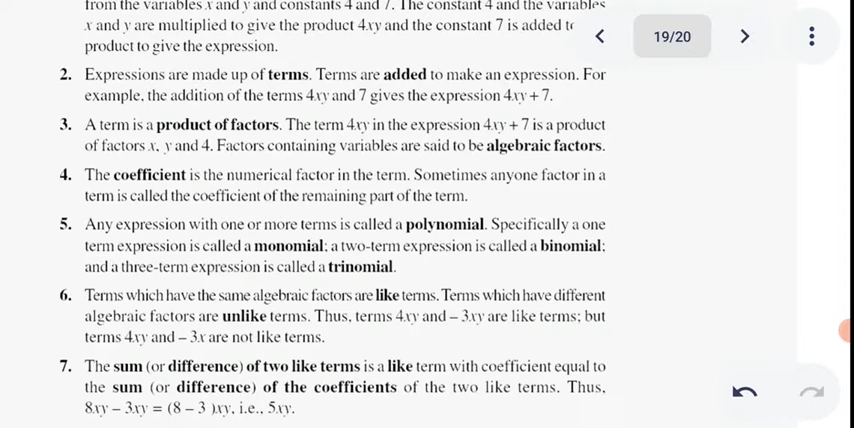 from the variables x and y and constants 4 and 7. The constant 4 and the variables
x and y are multiplied to give the product 4xy and the constant 7 is added
product to give the expression.
19/20
2. Expressions are made up of terms. Terms are added to make an expression. For
example, the addition of the terms 4xy and 7 gives the expression 4xy + 7.
3. A term is a product of factors. The term 4xy in the expression 4xy + 7 is a product
of factors x, y and 4. Factors containing variables are said to be algebraic factors.
4. The coefficient is the numerical factor in the term. Sometimes anyone factor in a
term is called the coefficient of the remaining part of the term.
5. Any expression with one or more terms is called a polynomial. Specifically a one
term expression is called a monomial; a two-term expression is called a binomial;
and a three-term expression is called a trinomial.
6. Terms which have the same algebraic factors are like terms. Terms which have different
algebraic factors are unlike terms. Thus, terms 4xy and – 3xy are like terms; but
terms 4xy and – 3x are not like terms.
7. The sum (or difference) of two like terms is a like term with coefficient equal to
the sum (or difference) of the coefficients of the two like terms. Thus,
8xy – 3xy = (8 – 3 )xy, i.e., 5xy.